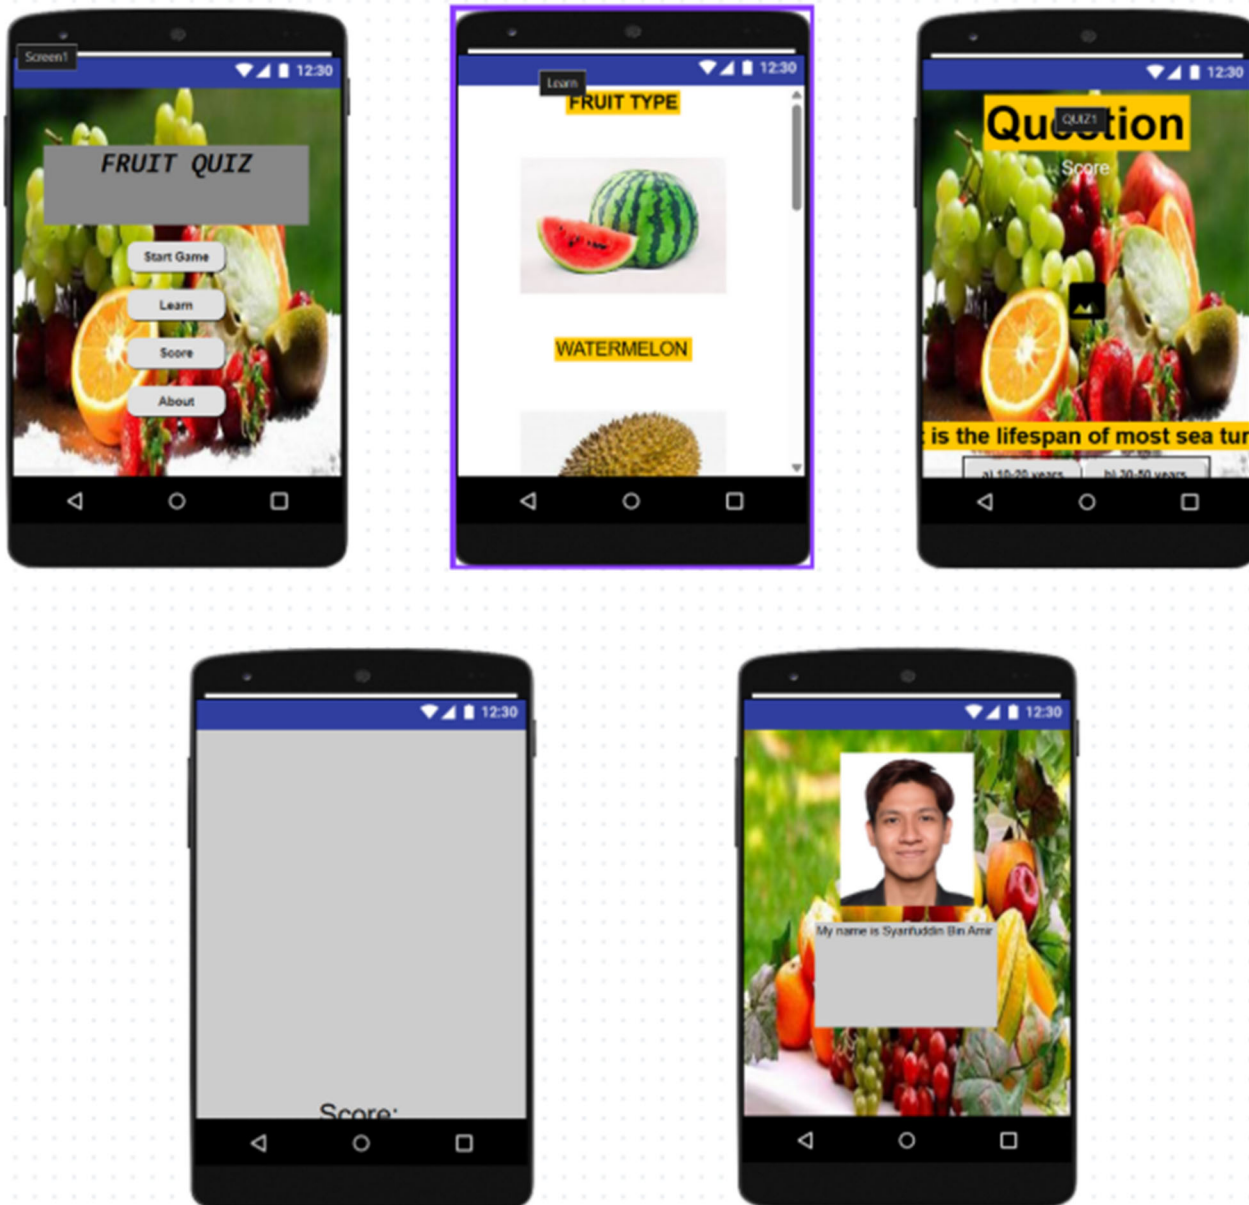 Screen1
12:30
FRUIT QUIZ
Start Game
Learn
Score
About
12:30
Learn
FRUIT TYPE
WATERMELON
12:30
Question
QUIZ1
Score
is the lifespan of most sea tur
a) 10-20 years b) 30-50 years
12:30
Score:
12:30
My name is Syarifuddin Bin Amir